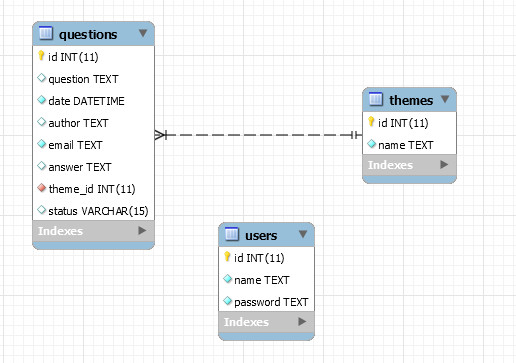 questions
id INT(11)
question TEXT
date DATETIME
author TEXT
email TEXT
answer TEXT
theme_id INT(11)
status VARCHAR(15)
Indexes
themes
id INT(11)
name TEXT
Indexes
users
id INT(11)
name TEXT
password TEXT
Indexes